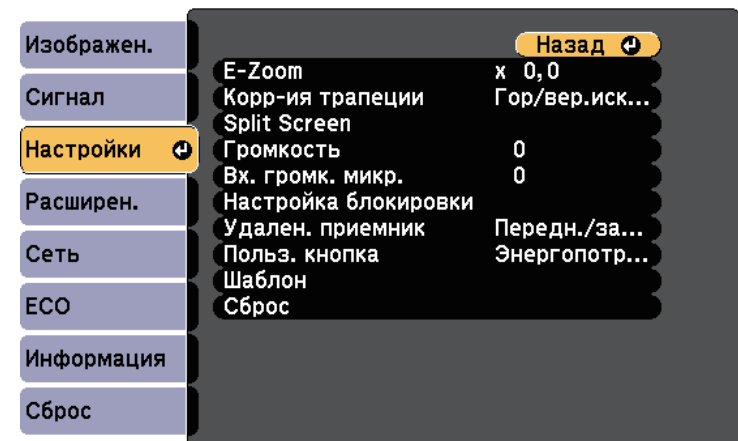 Изображен.
Сигнал
Настройки
Расширен.
Сеть
ECO
Информация
Сброс
Назад
E-Zoom x 0,0
Корр-ия трапеции Гор/вер.иск...
Split Screen
Громкость 0
Вх. громк. микр. 0
Настройка блокировки
Удален. приемник Передн./за...
Польз. кнопка Энергопотр...
Шаблон
Сброс